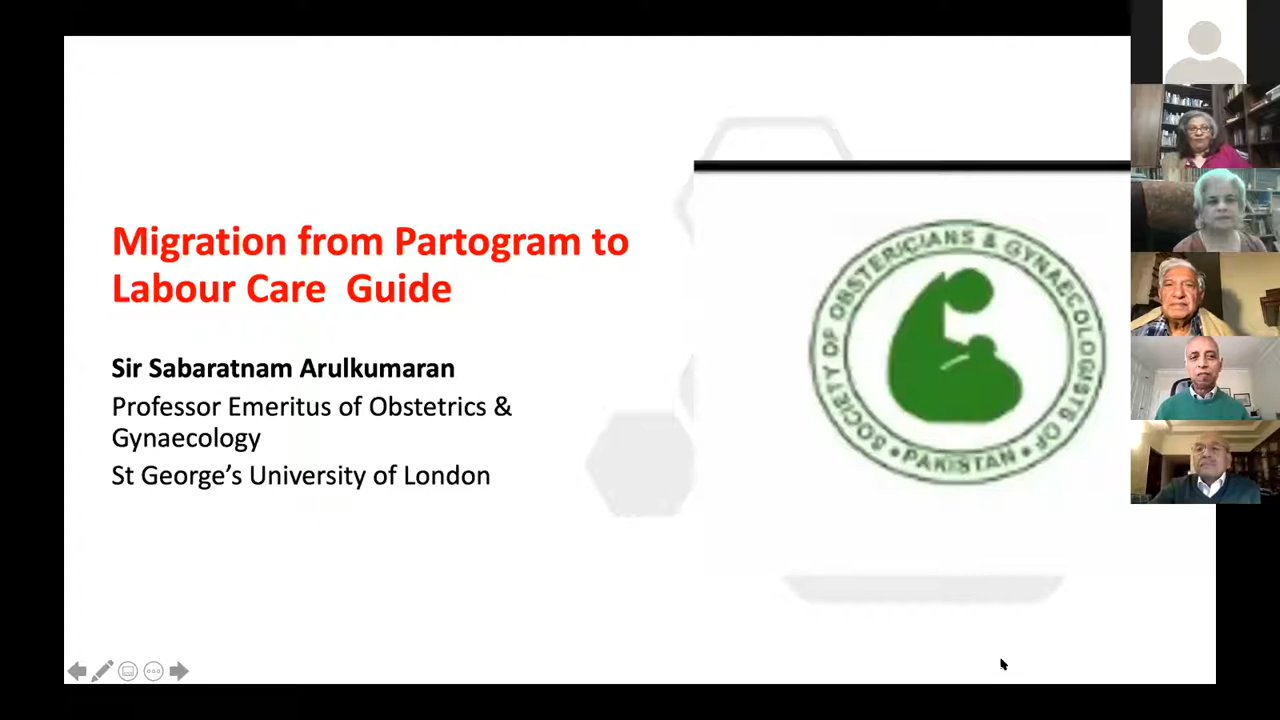 Migration from Partogram to
Labour Care Guide
Sir Sabaratnam Arulkumaran
Professor Emeritus of Obstetrics &
Gynaecology
St George’s University of London
SOCIETY OF OBSTETRICIANS & GYNAECOLOGISTS OF
• PAKISTAN •